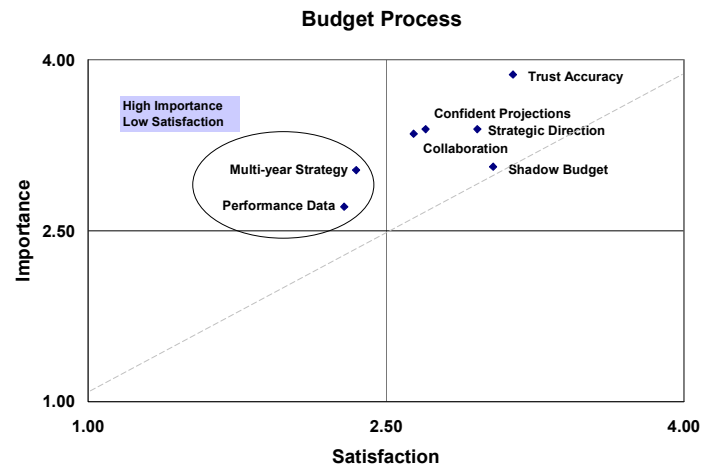 Budget Process
4.00
Trust Accuracy
High Importance
Low Satisfaction
Confident Projections
Strategic Direction
Collaboration
Multi-year Strategy
Shadow Budget
Performance Data
Importance
2.50
1.00
1.00
2.50
4.00
Satisfaction